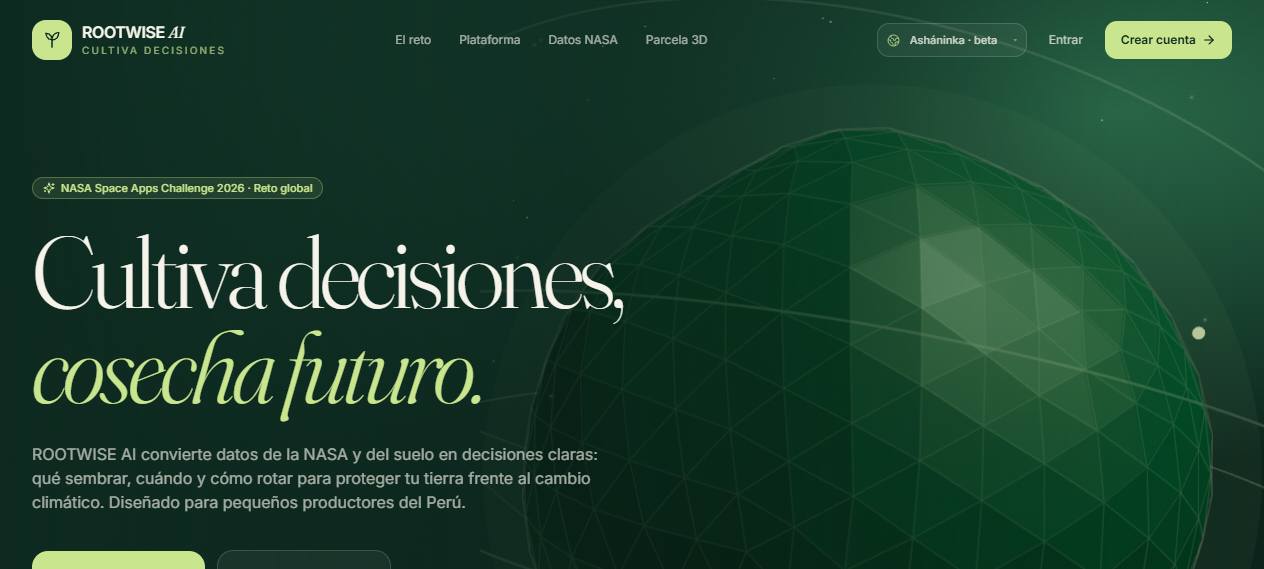 ROOTWISE AI
CULTIVA DECISIONES
El reto
Plataforma
Datos NASA
Parcela 3D
Asháninka · beta
Entrar
Crear cuenta →
NASA Space Apps Challenge 2026 · Reto global
Cultiva decisiones,
cosecha futuro.
ROOTWISE AI convierte datos de la NASA y del suelo en decisiones claras:
qué sembrar, cuándo y cómo rotar para proteger tu tierra frente al cambio
climático. Diseñado para pequeños productores del Perú.